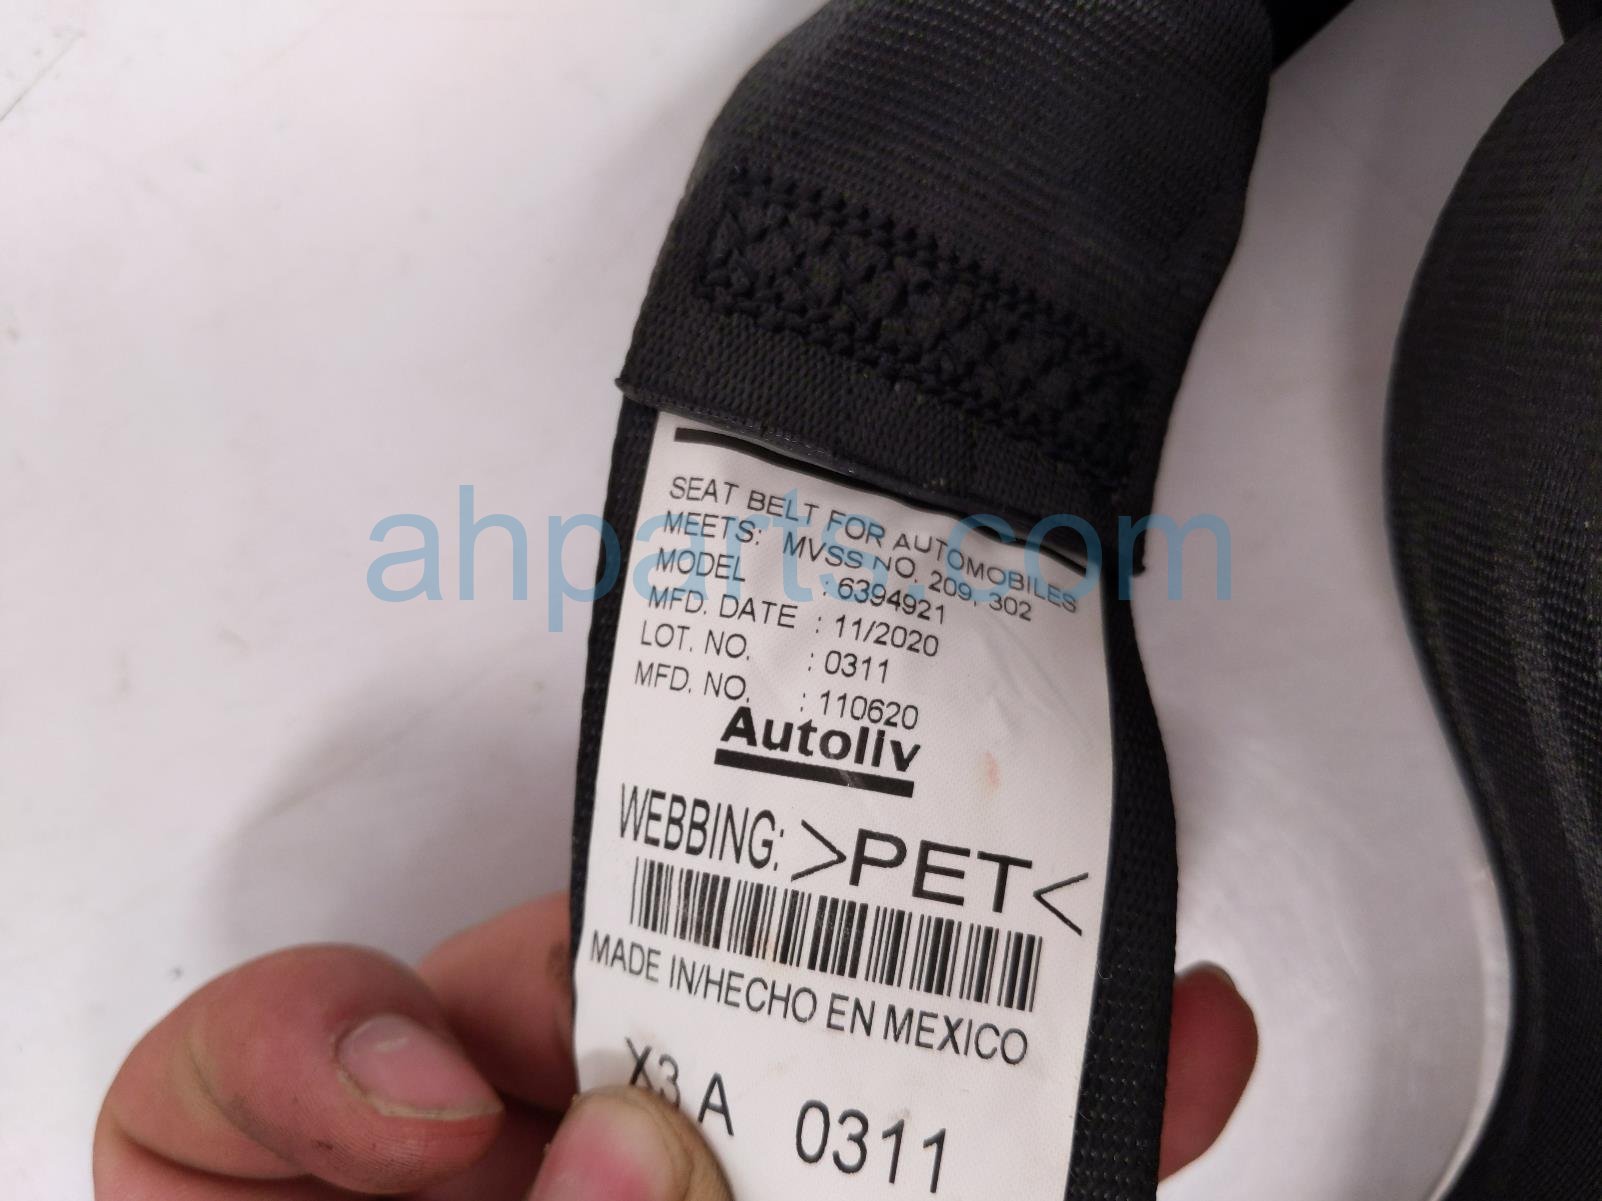 SEAT BELT FOR AUTOMOBILES
MEETS: MVSS NO. 209, 302
MODEL : 6394921
MFD. DATE : 11/2020
LOT. NO. : 0311
MFD. NO. : 110620
Autoliv
WEBBING: >PET<
MADE IN/HECHO EN MEXICO
X3 A 0311
ahparts.com